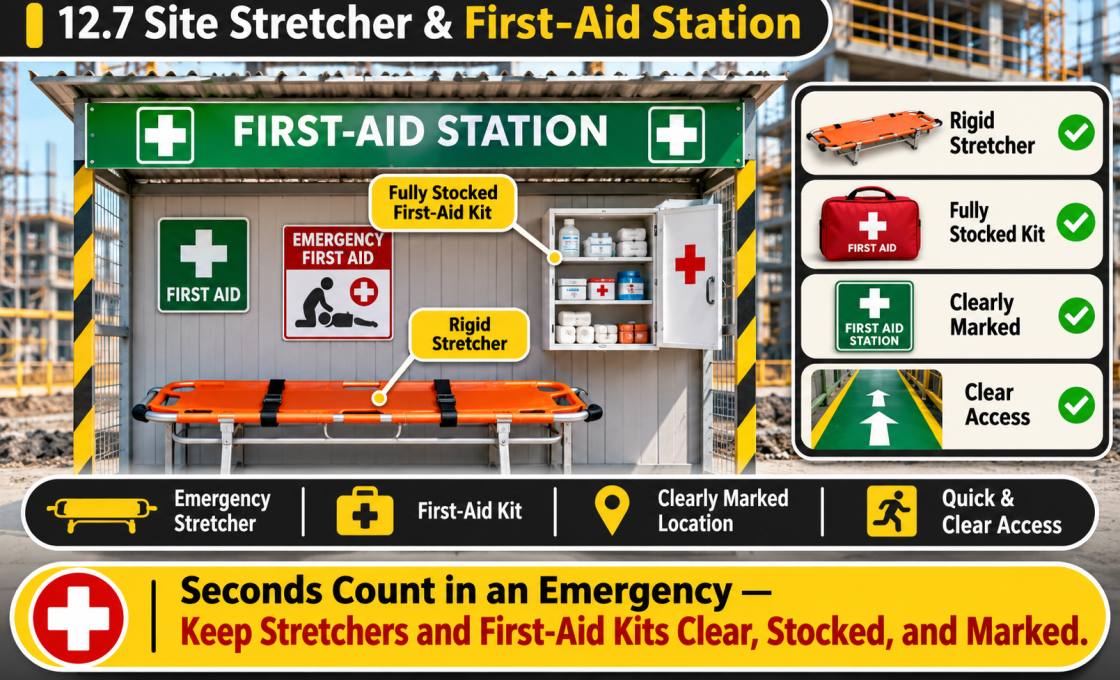 12.7 Site Stretcher & First-Aid Station
FIRST-AID STATION
Fully Stocked
First-Aid Kit
FIRST AID
EMERGENCY
FIRST AID
Rigid
Stretcher
Rigid
Stretcher
Fully
Stocked Kit
FIRST AID
Clearly
Marked
FIRST AID
STATION
Clear
Access
Emergency
Stretcher
First-Aid Kit
Clearly Marked
Location
Quick &
Clear Access
Seconds Count in an Emergency —
Keep Stretchers and First-Aid Kits Clear, Stocked, and Marked.